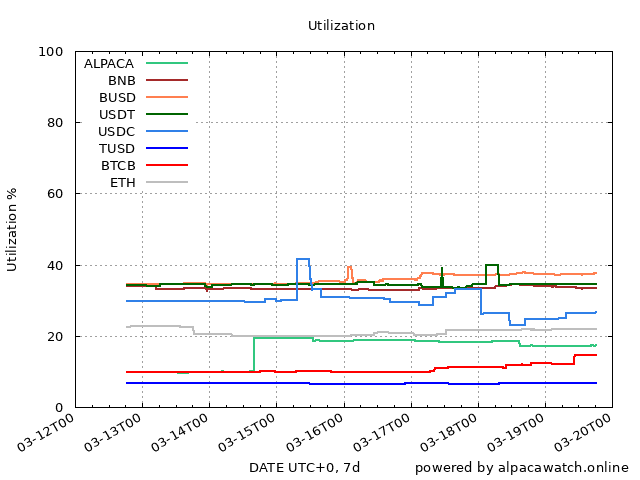 Utilization
100
80
60
40
20
0
Utilization %
ALPACA
BNB
BUSD
USDT
USDC
TUSD
BTCB
ETH
03-12T00
03-13T00
03-14T00
03-15T00
03-16T00
03-17T00
03-18T00
03-19T00
03-20T00
DATE UTC+0, 7d
powered by alpacawatch.online